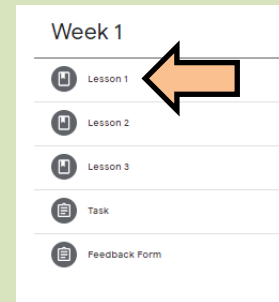 Week 1
Lesson 1
Lesson 2
Lesson 3
Task
Feedback Form